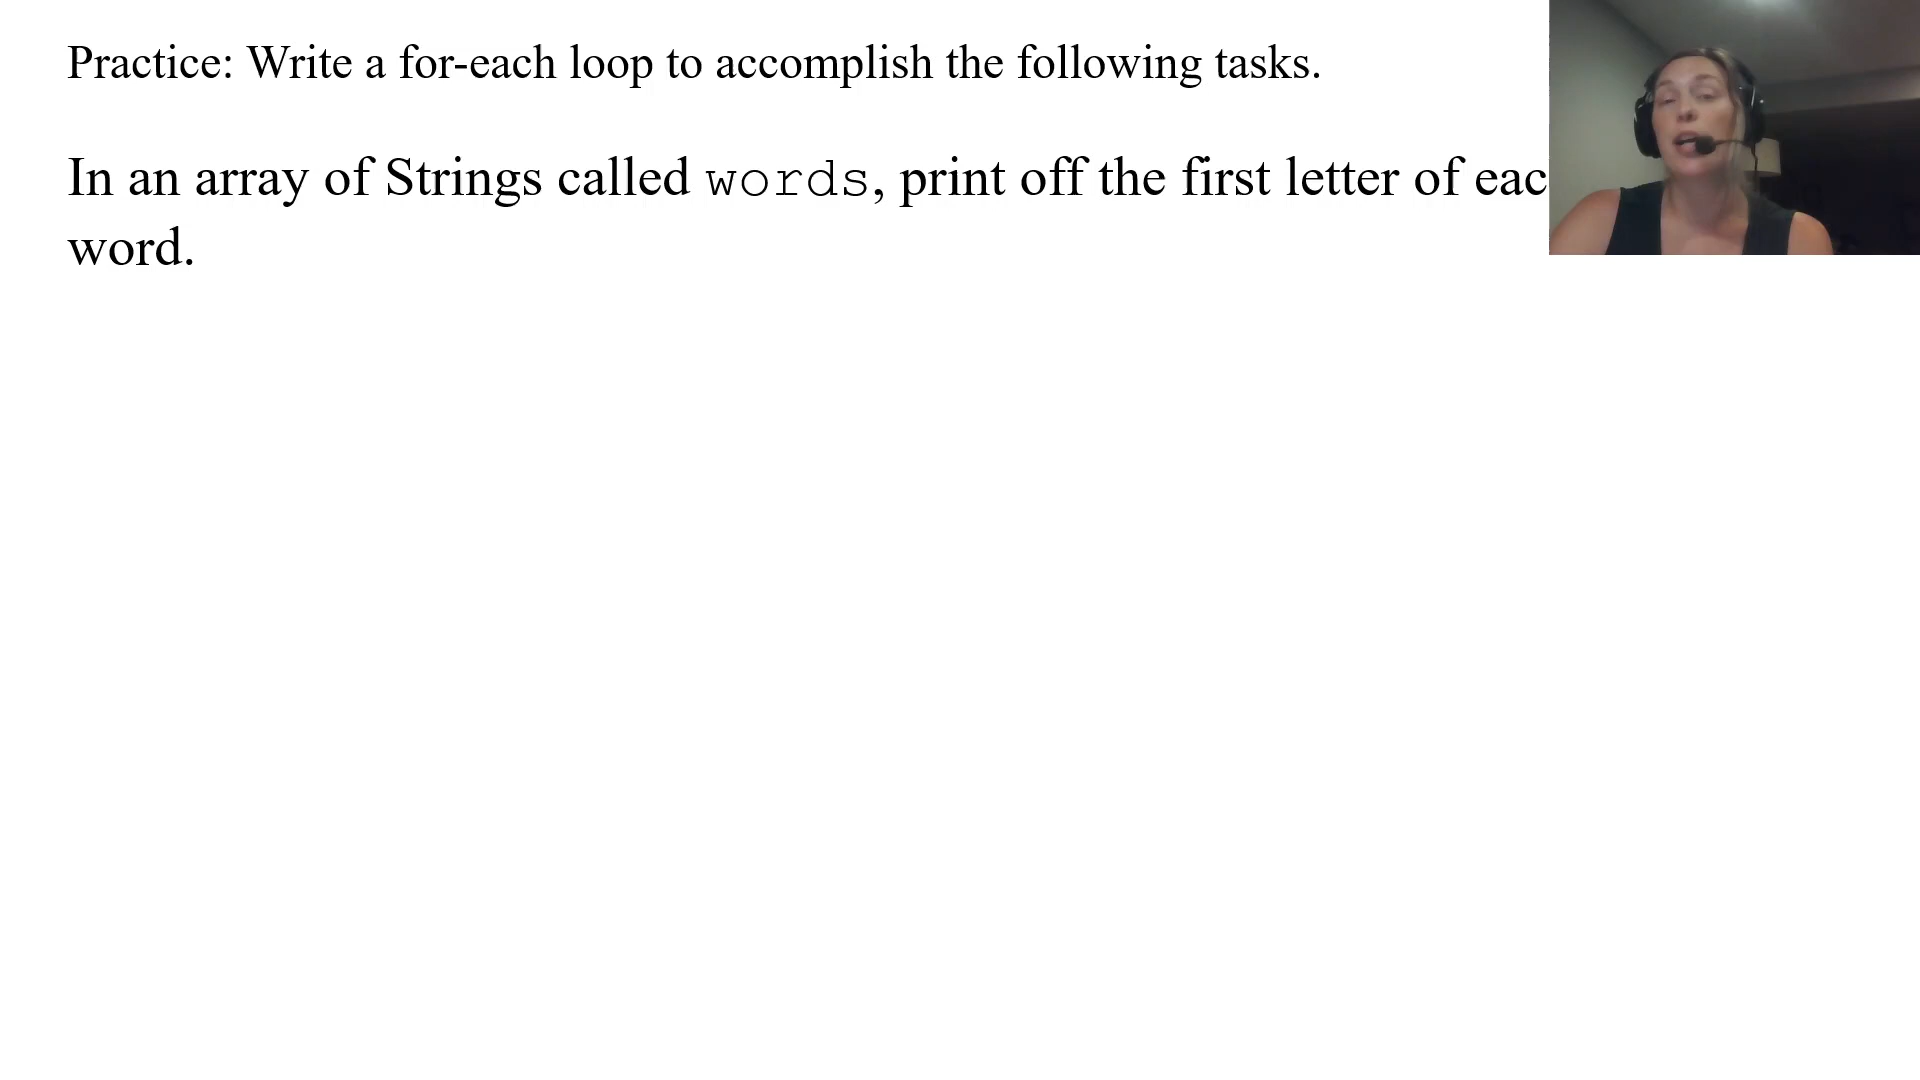 Practice: Write a for-each loop to accomplish the following tasks.
In an array of Strings called words, print off the first letter of eac
word.